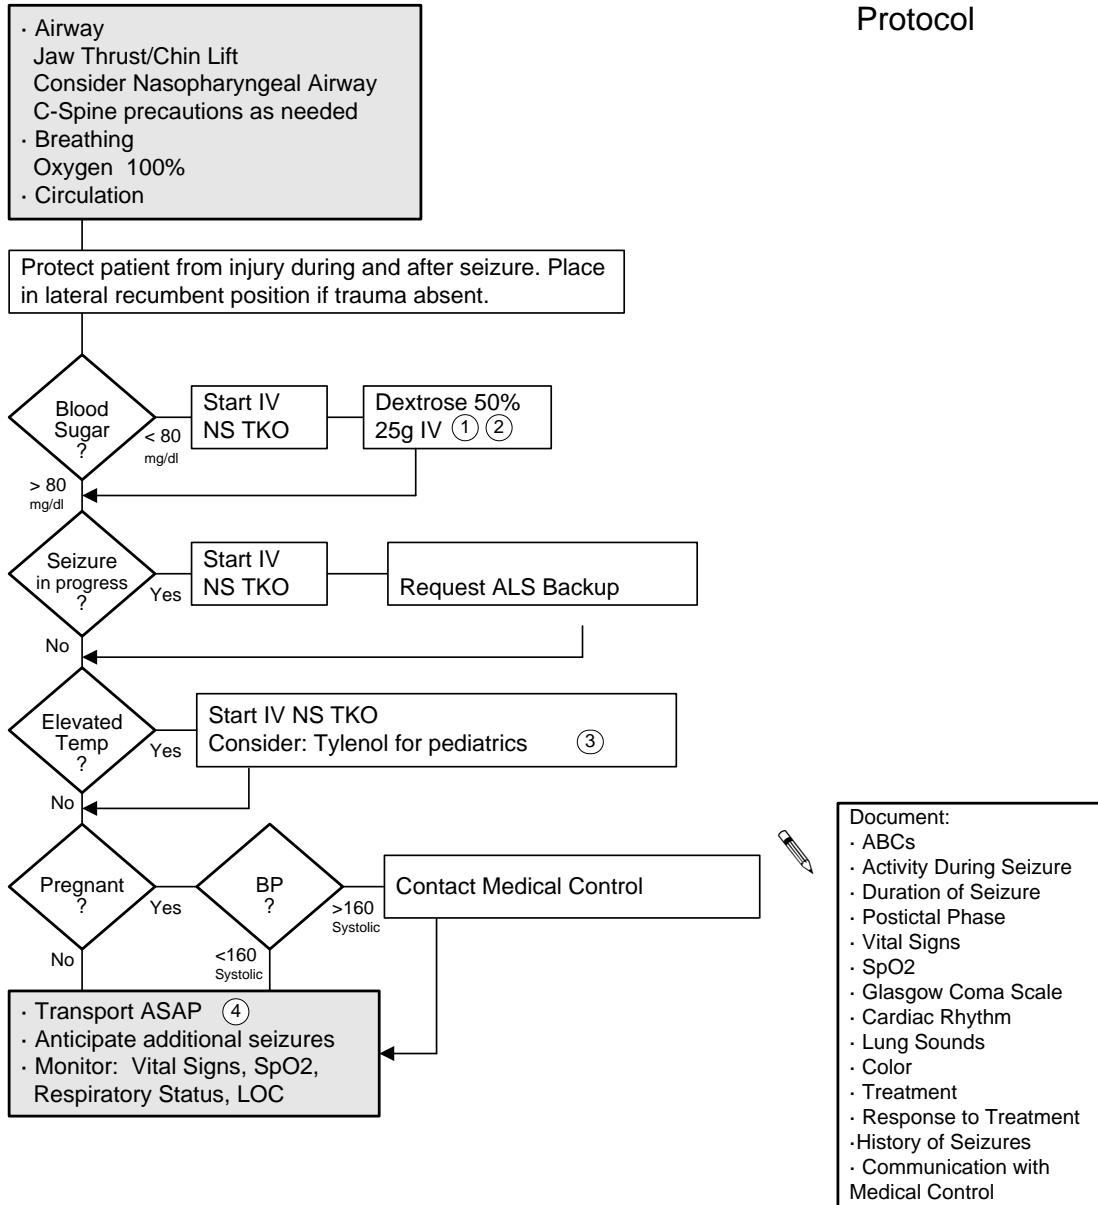 Protocol
· Airway
Jaw Thrust/Chin Lift
Consider Nasopharyngeal Airway
C-Spine precautions as needed
· Breathing
Oxygen 100%
· Circulation
Protect patient from injury during and after seizure. Place
in lateral recumbent position if trauma absent.
Blood
Sugar
?
< 80
mg/dl
Start IV
NS TKO
Dextrose 50%
25g IV ① ②
> 80
mg/dl
Seizure
in progress
?
Yes
Start IV
NS TKO
Request ALS Backup
No
Elevated
Temp
?
Yes
Start IV NS TKO
Consider: Tylenol for pediatrics ③
No
Pregnant
?
Yes
BP
?
>160
Systolic
Contact Medical Control
No
<160
Systolic
· Transport ASAP ④
· Anticipate additional seizures
· Monitor: Vital Signs, SpO2,
Respiratory Status, LOC
Document:
· ABCs
· Activity During Seizure
· Duration of Seizure
· Postictal Phase
· Vital Signs
· SpO2
· Glasgow Coma Scale
· Cardiac Rhythm
· Lung Sounds
· Color
· Treatment
· Response to Treatment
·History of Seizures
· Communication with
Medical Control